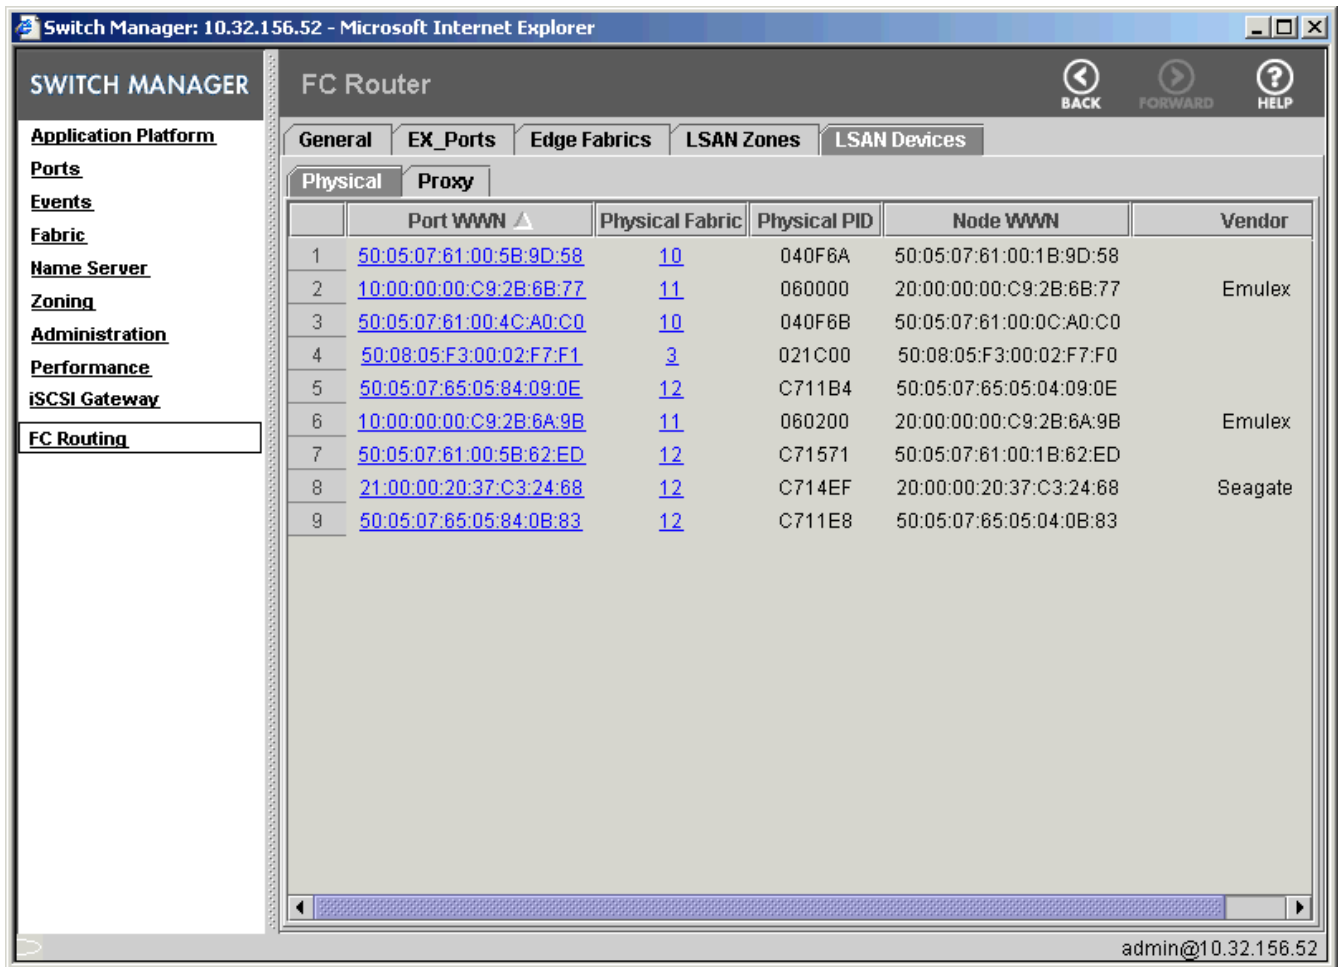 Switch Manager: 10.32.156.52 - Microsoft Internet Explorer
SWITCH MANAGER
FC Router
BACK
FORWARD
HELP
Application Platform
Ports
Events
Fabric
Name Server
Zoning
Administration
Performance
iSCSI Gateway
FC Routing
General EX_Ports Edge Fabrics LSAN Zones LSAN Devices
Physical Proxy
Port WWN Physical Fabric Physical PID Node WWN Vendor
1 50:05:07:61:00:5B:9D:58 10 040F6A 50:05:07:61:00:1B:9D:58
2 10:00:00:00:C9:2B:6B:77 11 060000 20:00:00:00:C9:2B:6B:77 Emulex
3 50:05:07:61:00:4C:A0:C0 10 040F6B 50:05:07:61:00:0C:A0:C0
4 50:08:05:F3:00:02:F7:F1 3 021C00 50:08:05:F3:00:02:F7:F0
5 50:05:07:65:05:84:09:0E 12 C711B4 50:05:07:65:05:04:09:0E
6 10:00:00:00:C9:2B:6A:9B 11 060200 20:00:00:00:C9:2B:6A:9B Emulex
7 50:05:07:61:00:5B:62:ED 12 C71571 50:05:07:61:00:1B:62:ED
8 21:00:00:20:37:C3:24:68 12 C714EF 20:00:00:20:37:C3:24:68 Seagate
9 50:05:07:65:05:84:0B:83 12 C711E8 50:05:07:65:05:04:0B:83
admin@10.32.156.52